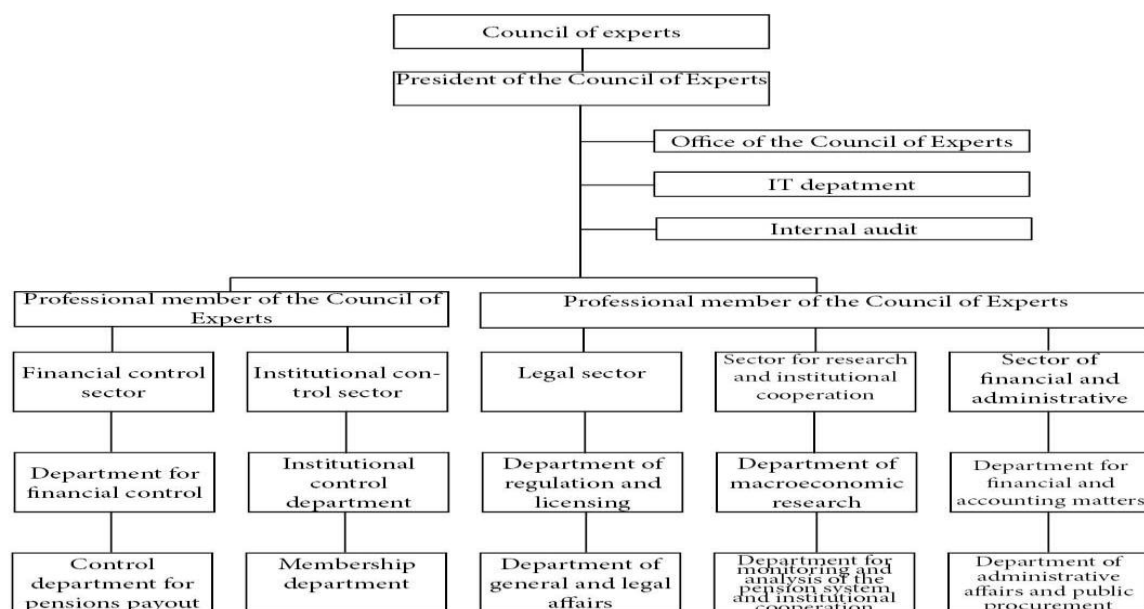 Council of experts
President of the Council of Experts
Office of the Council of Experts
IT depatment
Internal audit
Professional member of the Council of
Experts
Professional member of the Council of Experts
Financial control
sector
Institutional con-
trol sector
Legal sector
Sector for research
and institutional
cooperation
Sector of
financial and
administrative
Department for
financial control
Institutional
control
department
Department of
regulation and
licensing
Department of
macroeconomic
research
Department for
financial and
accounting matters
Control
department for
pensions payout
Membership
department
Department of
general and legal
affairs
Department for
monitoring and
analysis of the
pension system
and institutional
cooperation
Department of
administrative
affairs and public
procurement